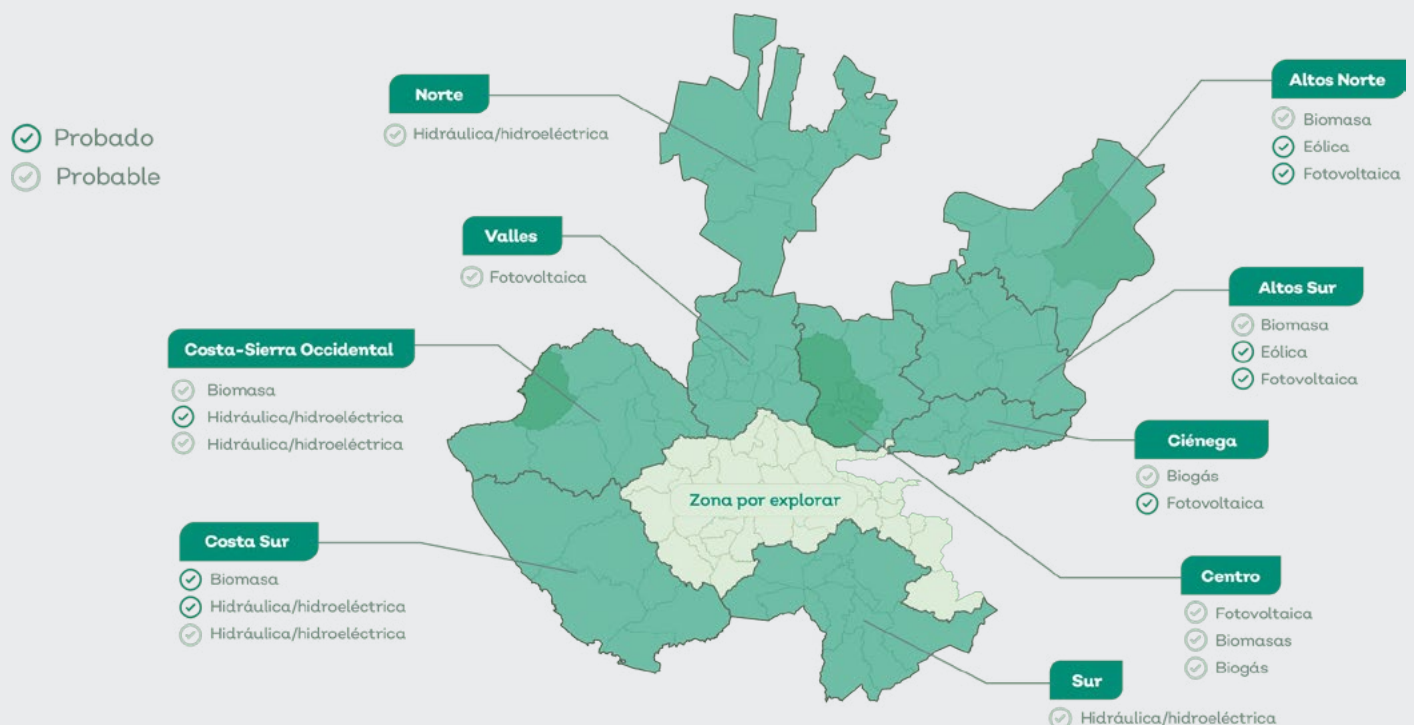 Probado
Probable
Norte
Hidráulica/hidroeléctrica
Valles
Fotovoltaica
Costa-Sierra Occidental
Biomasa
Hidráulica/hidroeléctrica
Hidráulica/hidroeléctrica
Costa Sur
Biomasa
Hidráulica/hidroeléctrica
Hidráulica/hidroeléctrica
Zona por explorar
Altos Norte
Biomasa
Eólica
Fotovoltaica
Altos Sur
Biomasa
Eólica
Fotovoltaica
Ciénega
Biogás
Fotovoltaica
Centro
Fotovoltaica
Biomasas
Biogás
Sur
Hidráulica/hidroeléctrica